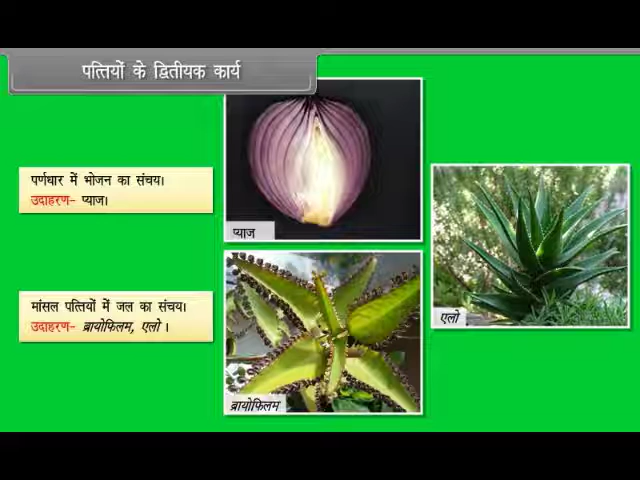 पत्तियों के द्वितीयक कार्य
पर्णधार में भोजन का संचय।
उदाहरण- प्याज।
प्याज
मांसल पत्तियों में जल का संचय।
उदाहरण- ब्रायोफिलम, एलो ।
एलो
ब्रायोफिलम